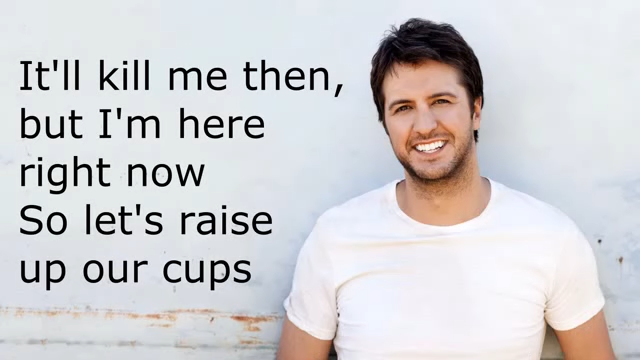 It'll kill me then,
but I'm here
right now
So let's raise
up our cups